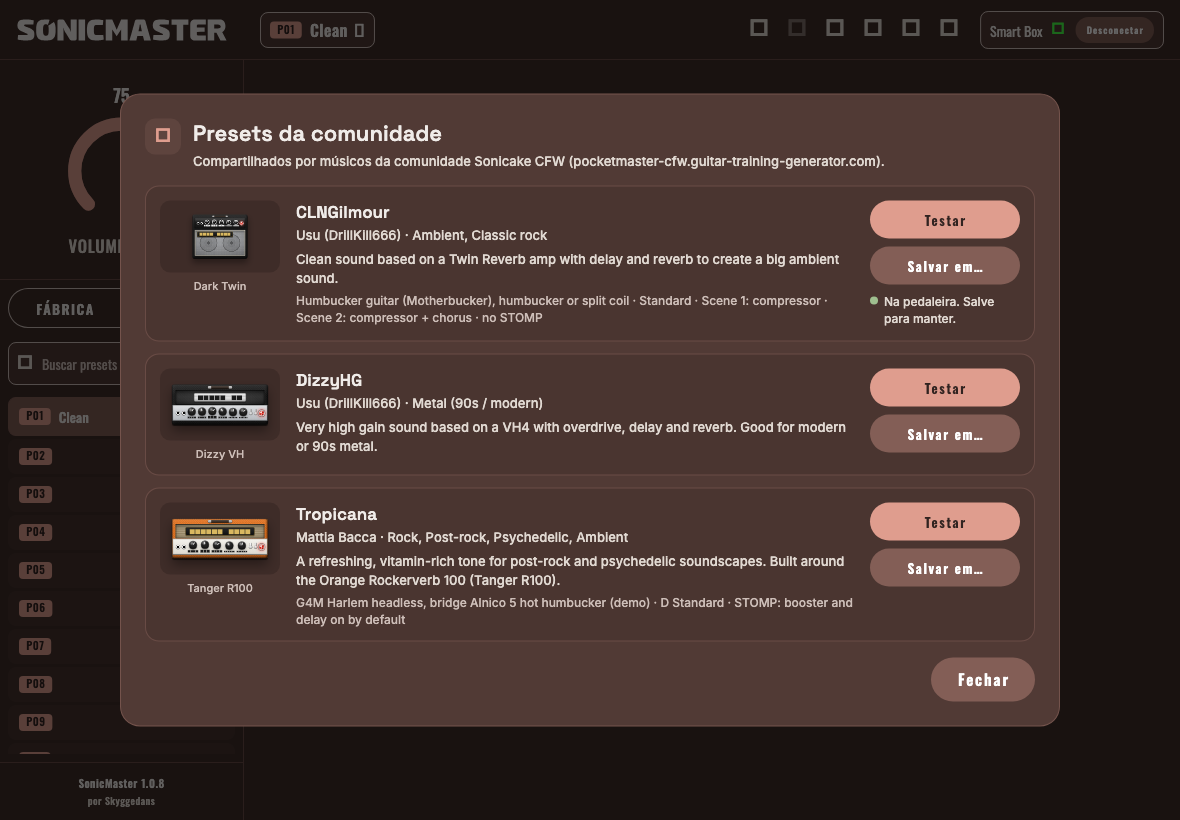 SONICMASTER
P01 Clean
Smart Box
Desconectar
75
VOLUME
FÁBRICA
Buscar presets
P01 Clean
P02
P03
P04
P05
P06
P07
P08
P09
SonicMaster 1.0.8
por Skyggedans
Presets da comunidade
Compartilhados por músicos da comunidade Sonicake CFW (pocketmaster-cfw.guitar-training-generator.com).
Dark Twin
CLNGilmour
Usu (DrillKill666) · Ambient, Classic rock
Clean sound based on a Twin Reverb amp with delay and reverb to create a big ambient
sound.
Humbucker guitar (Motherbucker), humbucker or split coil · Standard · Scene 1: compressor ·
Scene 2: compressor + chorus · no STOMP
Testar
Salvar em…
Na pedaleira. Salve
para manter.
Dizzy VH
DizzyHG
Usu (DrillKill666) · Metal (90s / modern)
Very high gain sound based on a VH4 with overdrive, delay and reverb. Good for modern
or 90s metal.
Testar
Salvar em…
Tanger R100
Tropicana
Mattia Bacca · Rock, Post-rock, Psychedelic, Ambient
A refreshing, vitamin-rich tone for post-rock and psychedelic soundscapes. Built around
the Orange Rockerverb 100 (Tanger R100).
G4M Harlem headless, bridge Alnico 5 hot humbucker (demo) · D Standard · STOMP: booster and
delay on by default
Testar
Salvar em…
Fechar